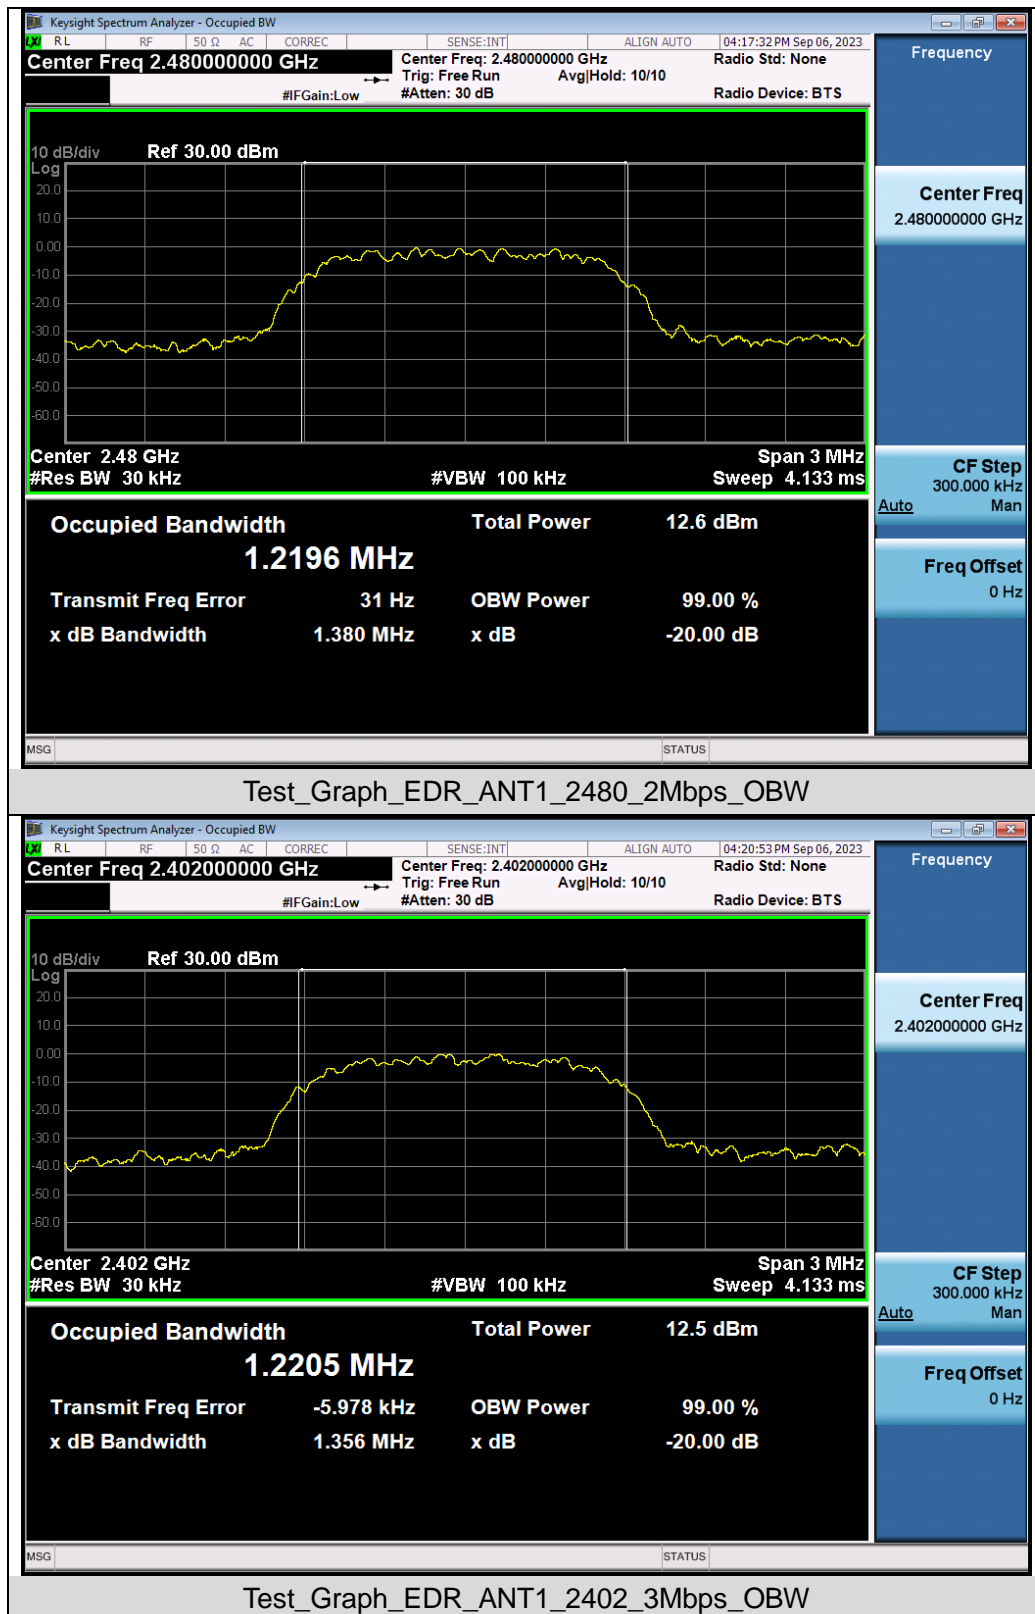 Keysight Spectrum Analyzer - Occupied BW
LXI RL RF 50 Ω AC CORREC SENSE:INT ALIGN AUTO 04:17:32 PM Sep 06, 2023
Center Freq 2.480000000 GHz
Center Freq: 2.480000000 GHz Radio Std: None
Trig: Free Run Avg|Hold: 10/10
#IFGain:Low #Atten: 30 dB Radio Device: BTS
Frequency
10 dB/div Ref 30.00 dBm
Log
20.0
10.0
0.00
-10.0
-20.0
-30.0
-40.0
-50.0
-60.0
Center 2.48 GHz Span 3 MHz
#Res BW 30 kHz #VBW 100 kHz Sweep 4.133 ms
Center Freq
2.480000000 GHz
CF Step
300.000 kHz
Auto Man
Freq Offset
0 Hz
Occupied Bandwidth Total Power 12.6 dBm
1.2196 MHz
Transmit Freq Error 31 Hz OBW Power 99.00 %
x dB Bandwidth 1.380 MHz x dB -20.00 dB
MSG STATUS
Test_Graph_EDR_ANT1_2480_2Mbps_OBW
Keysight Spectrum Analyzer - Occupied BW
LXI RL RF 50 Ω AC CORREC SENSE:INT ALIGN AUTO 04:20:53 PM Sep 06, 2023
Center Freq 2.402000000 GHz
Center Freq: 2.402000000 GHz Radio Std: None
Trig: Free Run Avg|Hold: 10/10
#IFGain:Low #Atten: 30 dB Radio Device: BTS
Frequency
10 dB/div Ref 30.00 dBm
Log
20.0
10.0
0.00
-10.0
-20.0
-30.0
-40.0
-50.0
-60.0
Center 2.402 GHz Span 3 MHz
#Res BW 30 kHz #VBW 100 kHz Sweep 4.133 ms
Center Freq
2.402000000 GHz
CF Step
300.000 kHz
Auto Man
Freq Offset
0 Hz
Occupied Bandwidth Total Power 12.5 dBm
1.2205 MHz
Transmit Freq Error -5.978 kHz OBW Power 99.00 %
x dB Bandwidth 1.356 MHz x dB -20.00 dB
MSG STATUS
Test_Graph_EDR_ANT1_2402_3Mbps_OBW